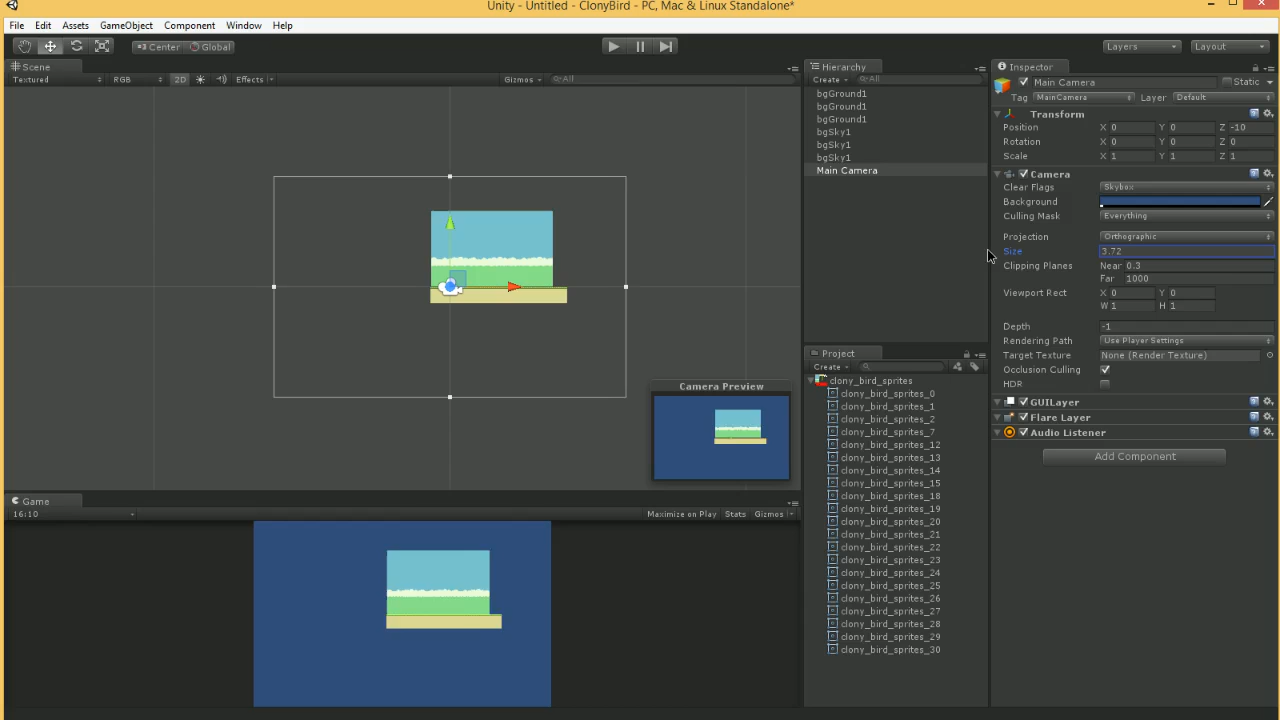 Unity - Untitled - ClonyBird - PC, Mac & Linux Standalone*
File Edit Assets GameObject Component Window Help
Center Global
Layers Layout
Scene
Textured RGB 2D Effects Gizmos All
Hierarchy
Create All
bgGround1
bgGround1
bgGround1
bgSky1
bgSky1
bgSky1
Main Camera
Inspector
Main Camera Static
Tag MainCamera Layer Default
Transform
Position X 0 Y 0 Z -10
Rotation X 0 Y 0 Z 0
Scale X 1 Y 1 Z 1
Camera
Clear Flags Skybox
Background
Culling Mask Everything
Projection Orthographic
Size 3.72
Clipping Planes Near 0.3
Far 1000
Viewport Rect X 0 Y 0
W 1 H 1
Depth -1
Rendering Path Use Player Settings
Target Texture None (Render Texture)
Occlusion Culling
HDR
GUILayer
Flare Layer
Audio Listener
Add Component
Camera Preview
Project
Create
clony_bird_sprites
clony_bird_sprites_0
clony_bird_sprites_1
clony_bird_sprites_2
clony_bird_sprites_7
clony_bird_sprites_12
clony_bird_sprites_13
clony_bird_sprites_14
clony_bird_sprites_15
clony_bird_sprites_18
clony_bird_sprites_19
clony_bird_sprites_20
clony_bird_sprites_21
clony_bird_sprites_22
clony_bird_sprites_23
clony_bird_sprites_24
clony_bird_sprites_25
clony_bird_sprites_26
clony_bird_sprites_27
clony_bird_sprites_28
clony_bird_sprites_29
clony_bird_sprites_30
Game
16:10 Maximize on Play Stats Gizmos